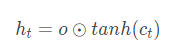 h_t = o ⊙ tanh(c_t)